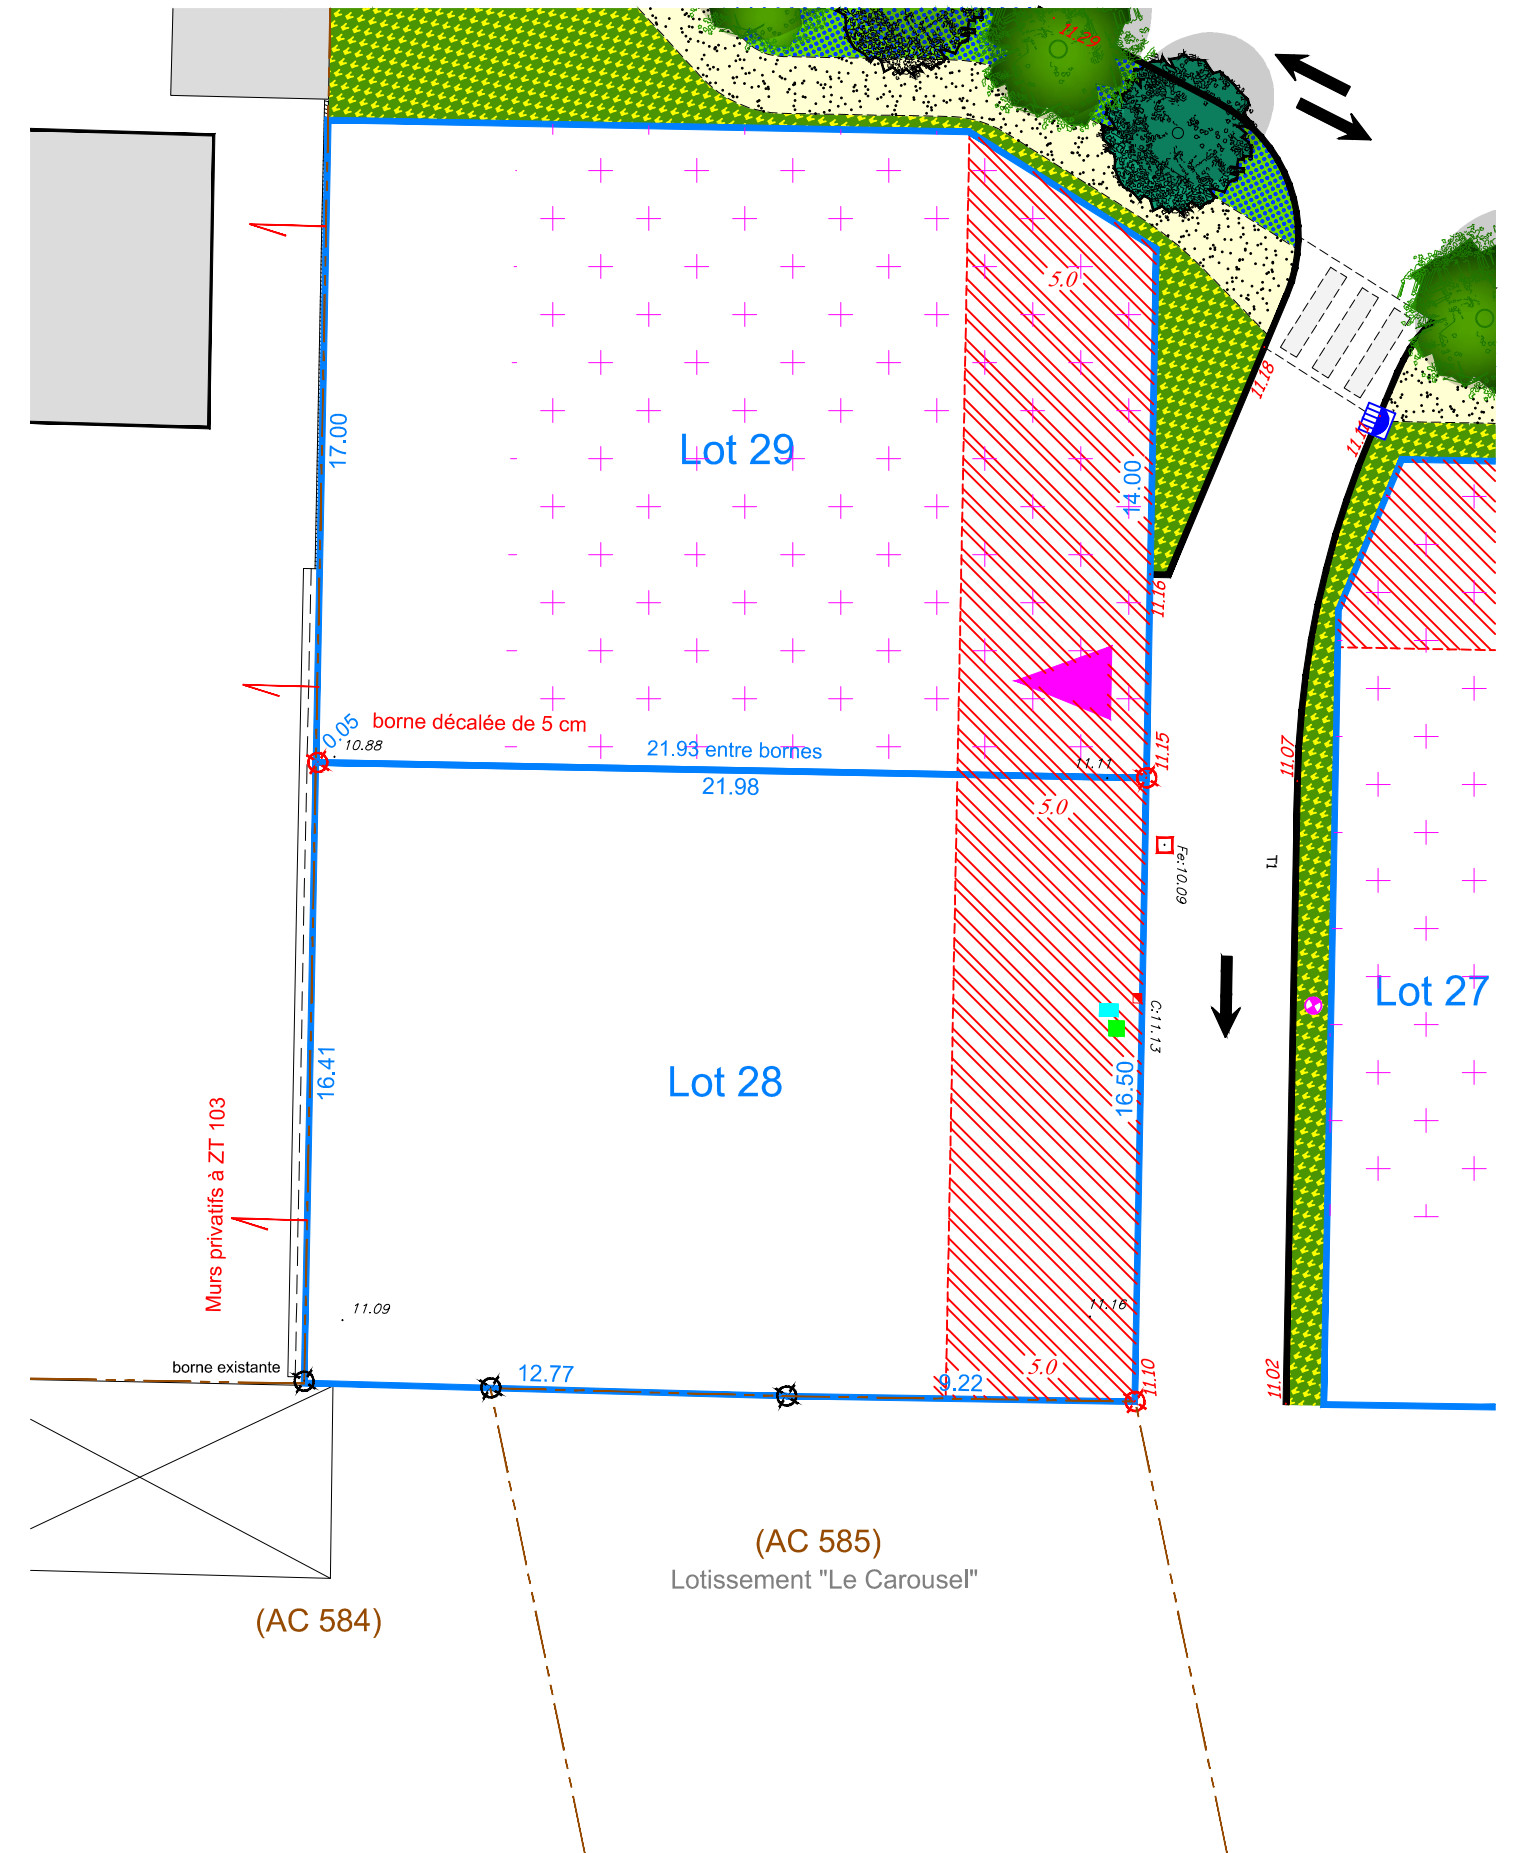 11.29
5.0
11.18
11.11
17.00
Lot 29
14.00
11.16
0.05
borne décalée de 5 cm
10.88
21.93 entre bornes
11.11
11.15
11.07
21.98
5.0
Fe:10.09
T1
Lot 27
C:11.13
16.41
Lot 28
16.50
Murs privatifs à ZT 103
11.09
11.16
borne existante
12.77
9.22
5.0
11.10
11.02
(AC 585)
Lotissement "Le Carousel"
(AC 584)